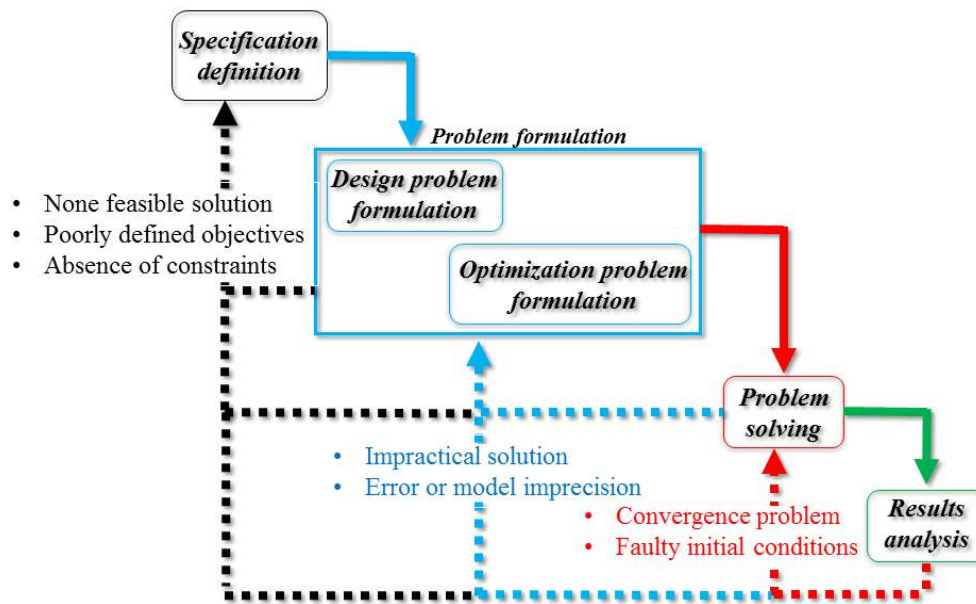 Specification
definition
Problem formulation
Design problem
formulation
• None feasible solution
• Poorly defined objectives
• Absence of constraints
Optimization problem
formulation
Problem
solving
• Impractical solution
• Error or model imprecision
• Convergence problem
• Faulty initial conditions
Results
analysis